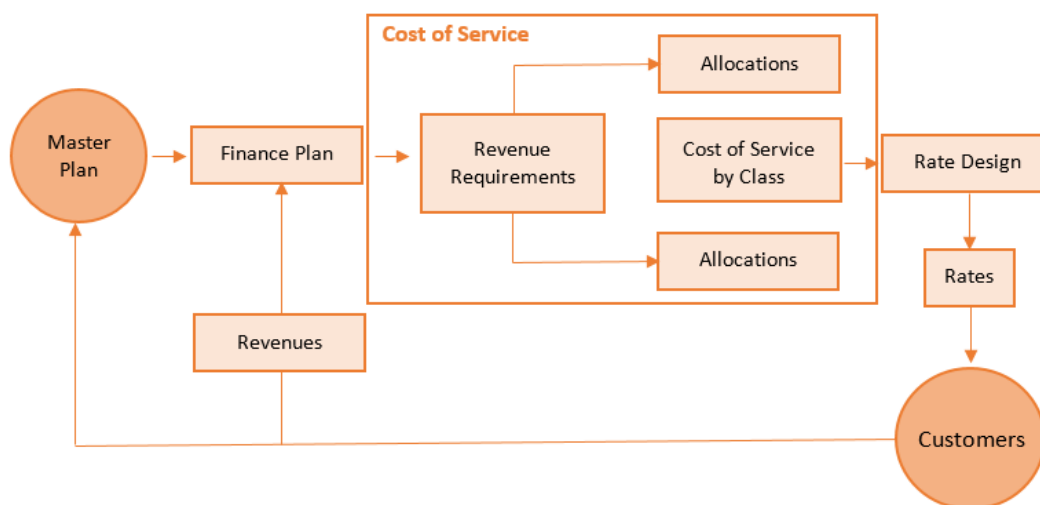 Cost of Service
Allocations
Master
Plan
Finance Plan
Revenue
Requirements
Cost of Service
by Class
Rate Design
Allocations
Rates
Revenues
Customers